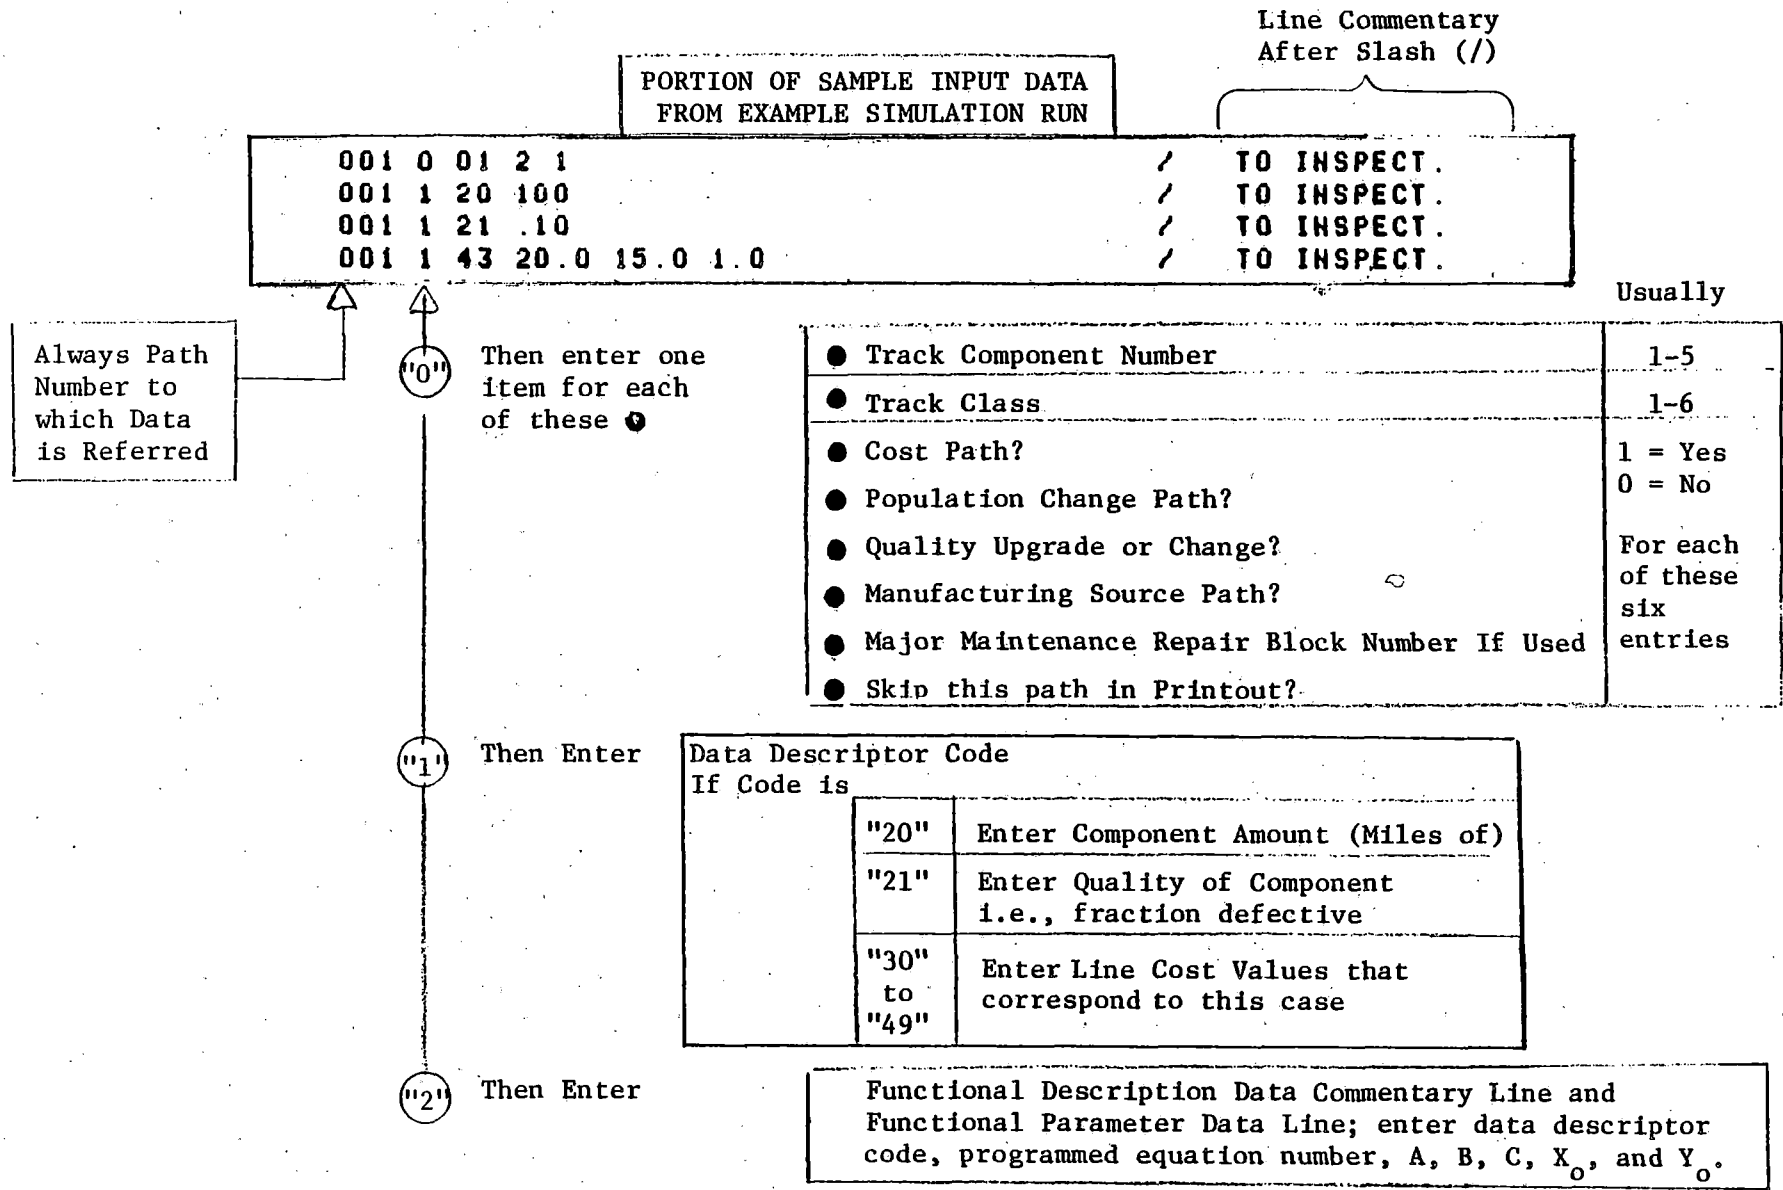 Line Commentary
After Slash (/)
PORTION OF SAMPLE INPUT DATA
FROM EXAMPLE SIMULATION RUN
001 0 01 2 1 / TO INSPECT.
001 1 20 100 / TO INSPECT.
001 1 21 .10 / TO INSPECT.
001 1 43 20.0 15.0 1.0 / TO INSPECT.
Always Path
Number to
which Data
is Referred
"0"
Then enter one
item for each
of these ●
Usually
● Track Component Number 1-5
● Track Class 1-6
● Cost Path?
● Population Change Path?
● Quality Upgrade or Change?
● Manufacturing Source Path?
● Major Maintenance Repair Block Number If Used
● Skip this path in Printout?
1 = Yes
0 = No
For each
of these
six
entries
"1"
Then Enter
Data Descriptor Code
If Code is
"20" Enter Component Amount (Miles of)
"21" Enter Quality of Component
i.e., fraction defective
"30"
to
"49"
Enter Line Cost Values that
correspond to this case
"2"
Then Enter
Functional Description Data Commentary Line and
Functional Parameter Data Line; enter data descriptor
code, programmed equation number, A, B, C, Xo, and Yo.